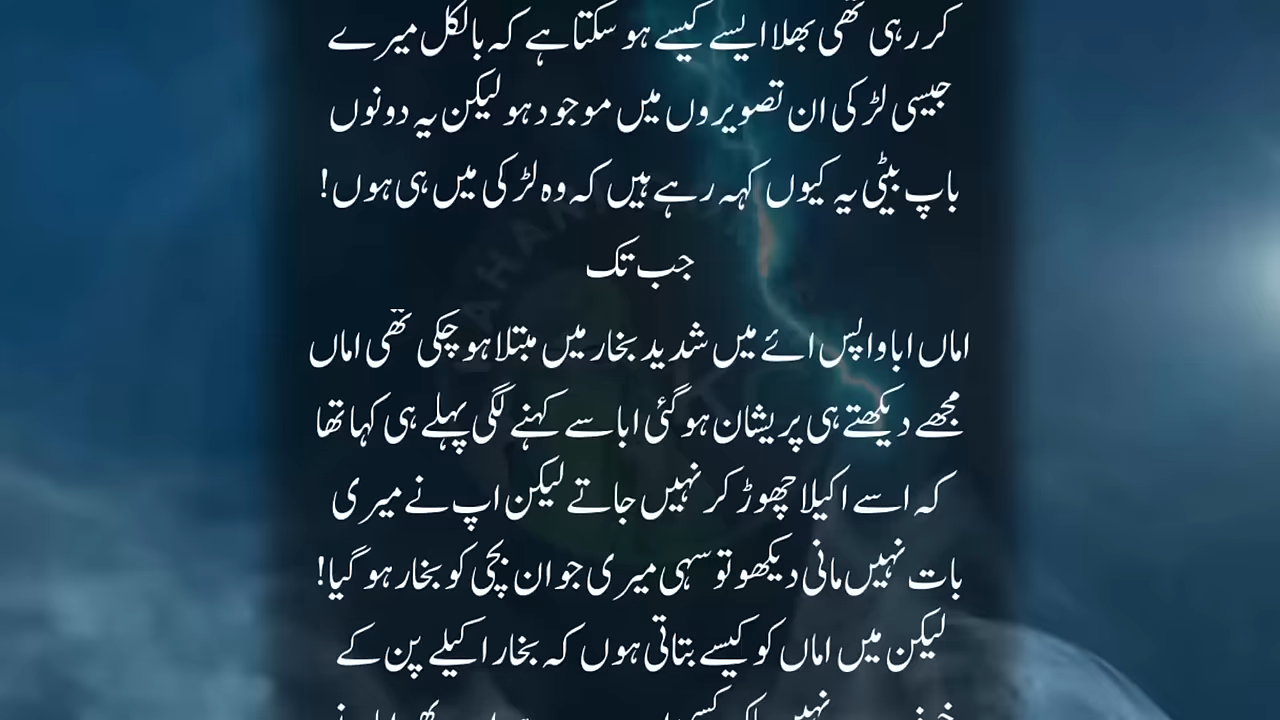 کر رہی تھی بھلا ایسے کیسے ہو سکتا ہے کہ بالکل میرے
جیسی لڑکی ان تصویروں میں موجود ہو لیکن یہ دونوں
باپ بیٹی یہ کیوں کہہ رہے ہیں کہ وہ لڑکی میں ہی ہوں!
جب تک
اماں ابا واپس ائے میں شدید بخار میں مبتلا ہو چکی تھی اماں
مجھے دیکھتے ہی پریشان ہو گئی ابا سے کہنے لگی پہلے ہی کہا تھا
کہ اسے اکیلا چھوڑ کر نہیں جاتے لیکن اپ نے میری
بات نہیں مانی دیکھو تو سہی میری جوان بچی کو بخار ہو گیا!
لیکن میں اماں کو کیسے بتاتی ہوں کہ بخار اکیلے پن کے